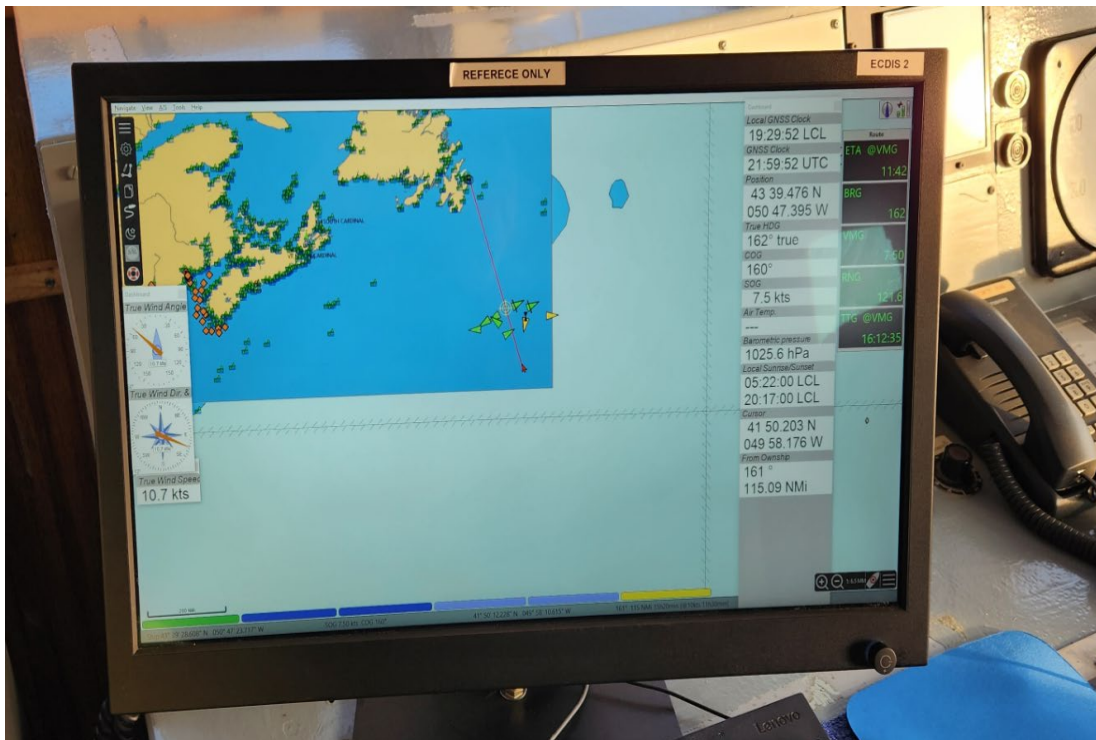 REFERECE ONLY
ECDIS 2
Navigate View AIS Tools Help
Dashboard
Local GNSS Clock
19:29:52 LCL
GNSS Clock
21:59:52 UTC
Position
43 39.476 N
050 47.395 W
True HDG
162° true
COG
160°
SOG
7.5 kts
Air Temp.
---
Barometric pressure
1025.6 hPa
Local Sunrise/Sunset
05:22:00 LCL
20:17:00 LCL
Cursor
41 50.203 N
049 58.176 W
From Ownship
161 °
115.09 NMi
Route
ETA @VMG
11:42
BRG
162
VMG
7.50
RNG
121.6
TTG @VMG
16:12:35
Dashboard
True Wind Angle
True Wind Dir. &
True Wind Speed
10.7 kts
Lenovo